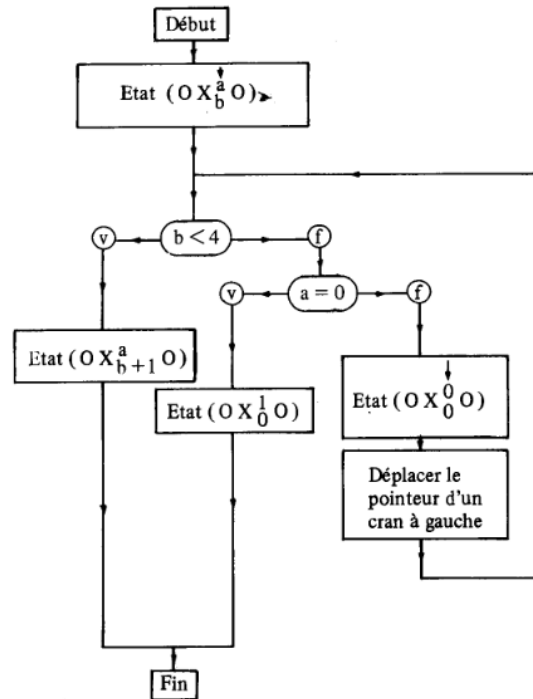 Début
Etat (O X a b O)
b < 4
v
f
a = 0
v
f
Etat (O X a b+1 O)
Etat (O X 1 0 O)
Etat (O X 0 0 O)
Déplacer le
pointeur d'un
cran à gauche
Fin